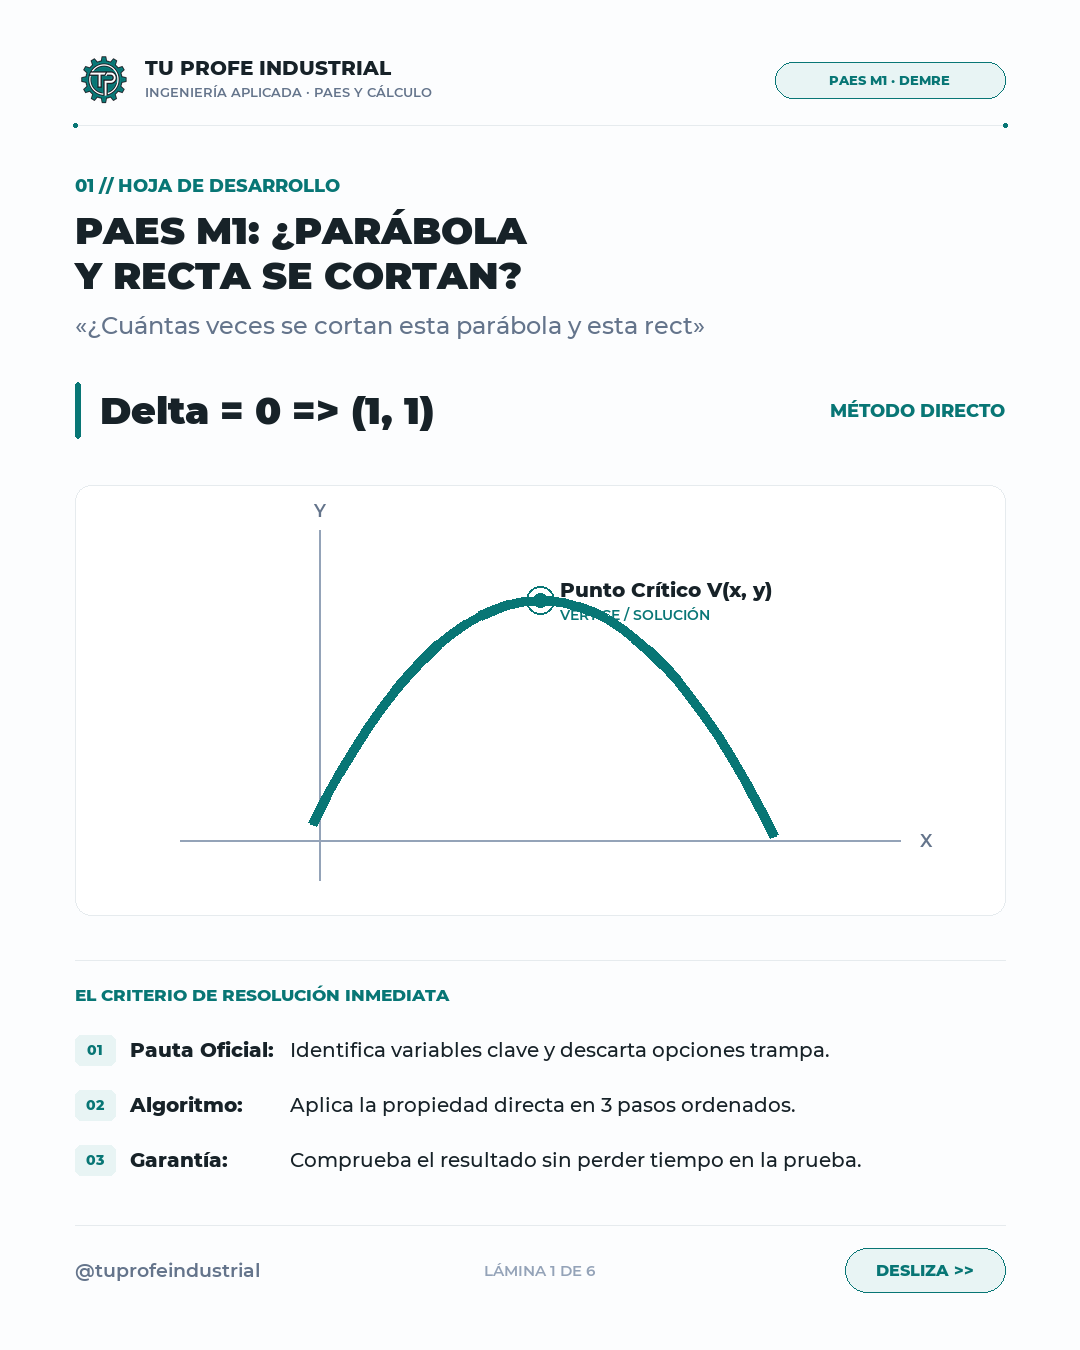 TP
TU PROFE INDUSTRIAL
INGENIERÍA APLICADA · PAES Y CÁLCULO
PAES M1 · DEMRE
01 // HOJA DE DESARROLLO
PAES M1: ¿PARÁBOLA
Y RECTA SE CORTAN?
«¿Cuántas veces se cortan esta parábola y esta rect»
Delta = 0 => (1, 1)
MÉTODO DIRECTO
Y
Punto Crítico V(x, y)
VERTICE / SOLUCIÓN
X
EL CRITERIO DE RESOLUCIÓN INMEDIATA
01 Pauta Oficial: Identifica variables clave y descarta opciones trampa.
02 Algoritmo: Aplica la propiedad directa en 3 pasos ordenados.
03 Garantía: Comprueba el resultado sin perder tiempo en la prueba.
@tuprofeindustrial
LÁMINA 1 DE 6
DESLIZA >>